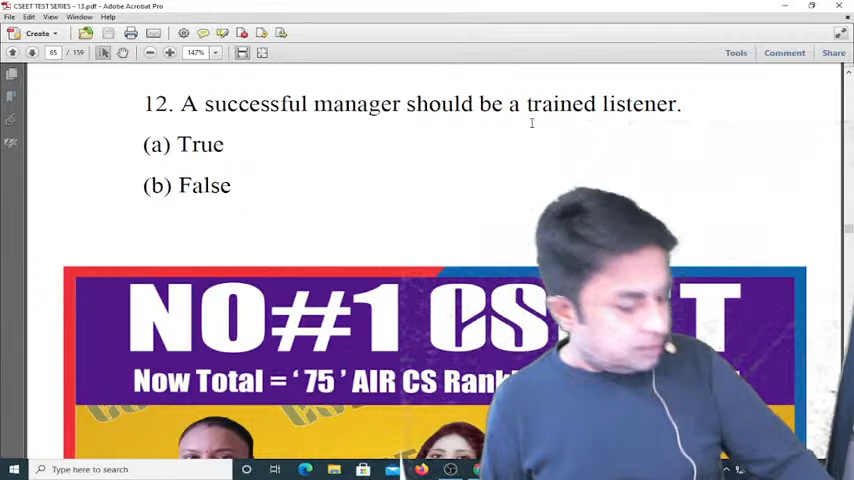 CSEET TEST SERIES - 13.pdf - Adobe Acrobat Pro
File Edit View Window Help
Create
65 / 159
147%
Tools Comment Share
12. A successful manager should be a trained listener.
(a) True
(b) False
NO#1 CSEET
Now Total = ‘ 75 ’ AIR CS
Type here to search